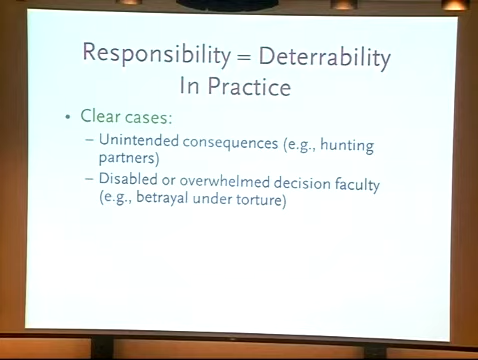 Responsibility = Deterrability
In Practice
• Clear cases:
– Unintended consequences (e.g., hunting
partners)
– Disabled or overwhelmed decision faculty
(e.g., betrayal under torture)